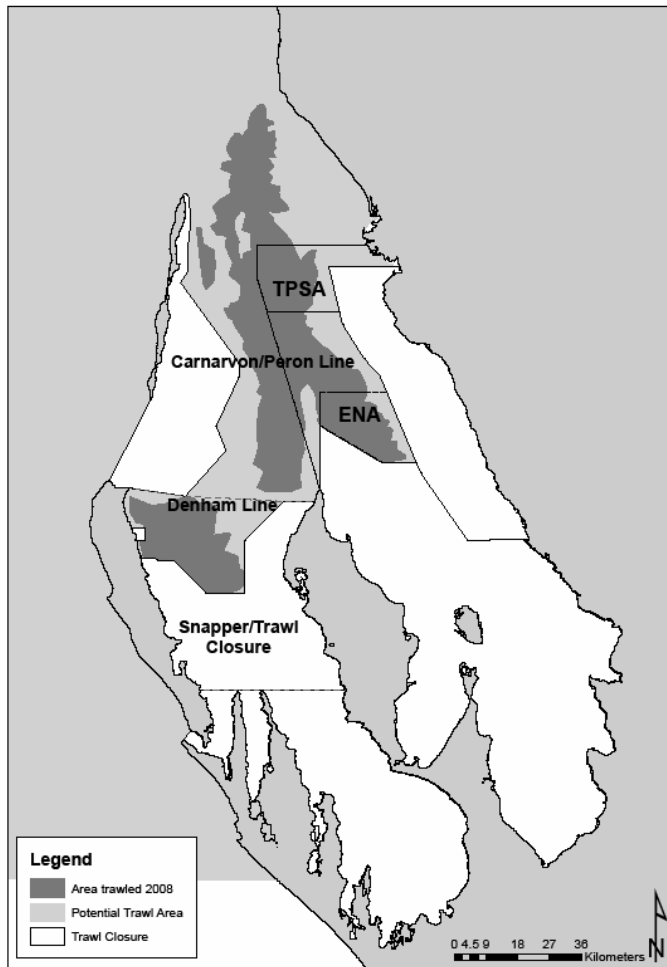 TPSA
Carnarvon/Peron Line
ENA
Denham Line
Snapper/Trawl
Closure
Legend
Area trawled 2008
Potential Trawl Area
Trawl Closure
N
0 4.5 9 18 27 36
Kilometers